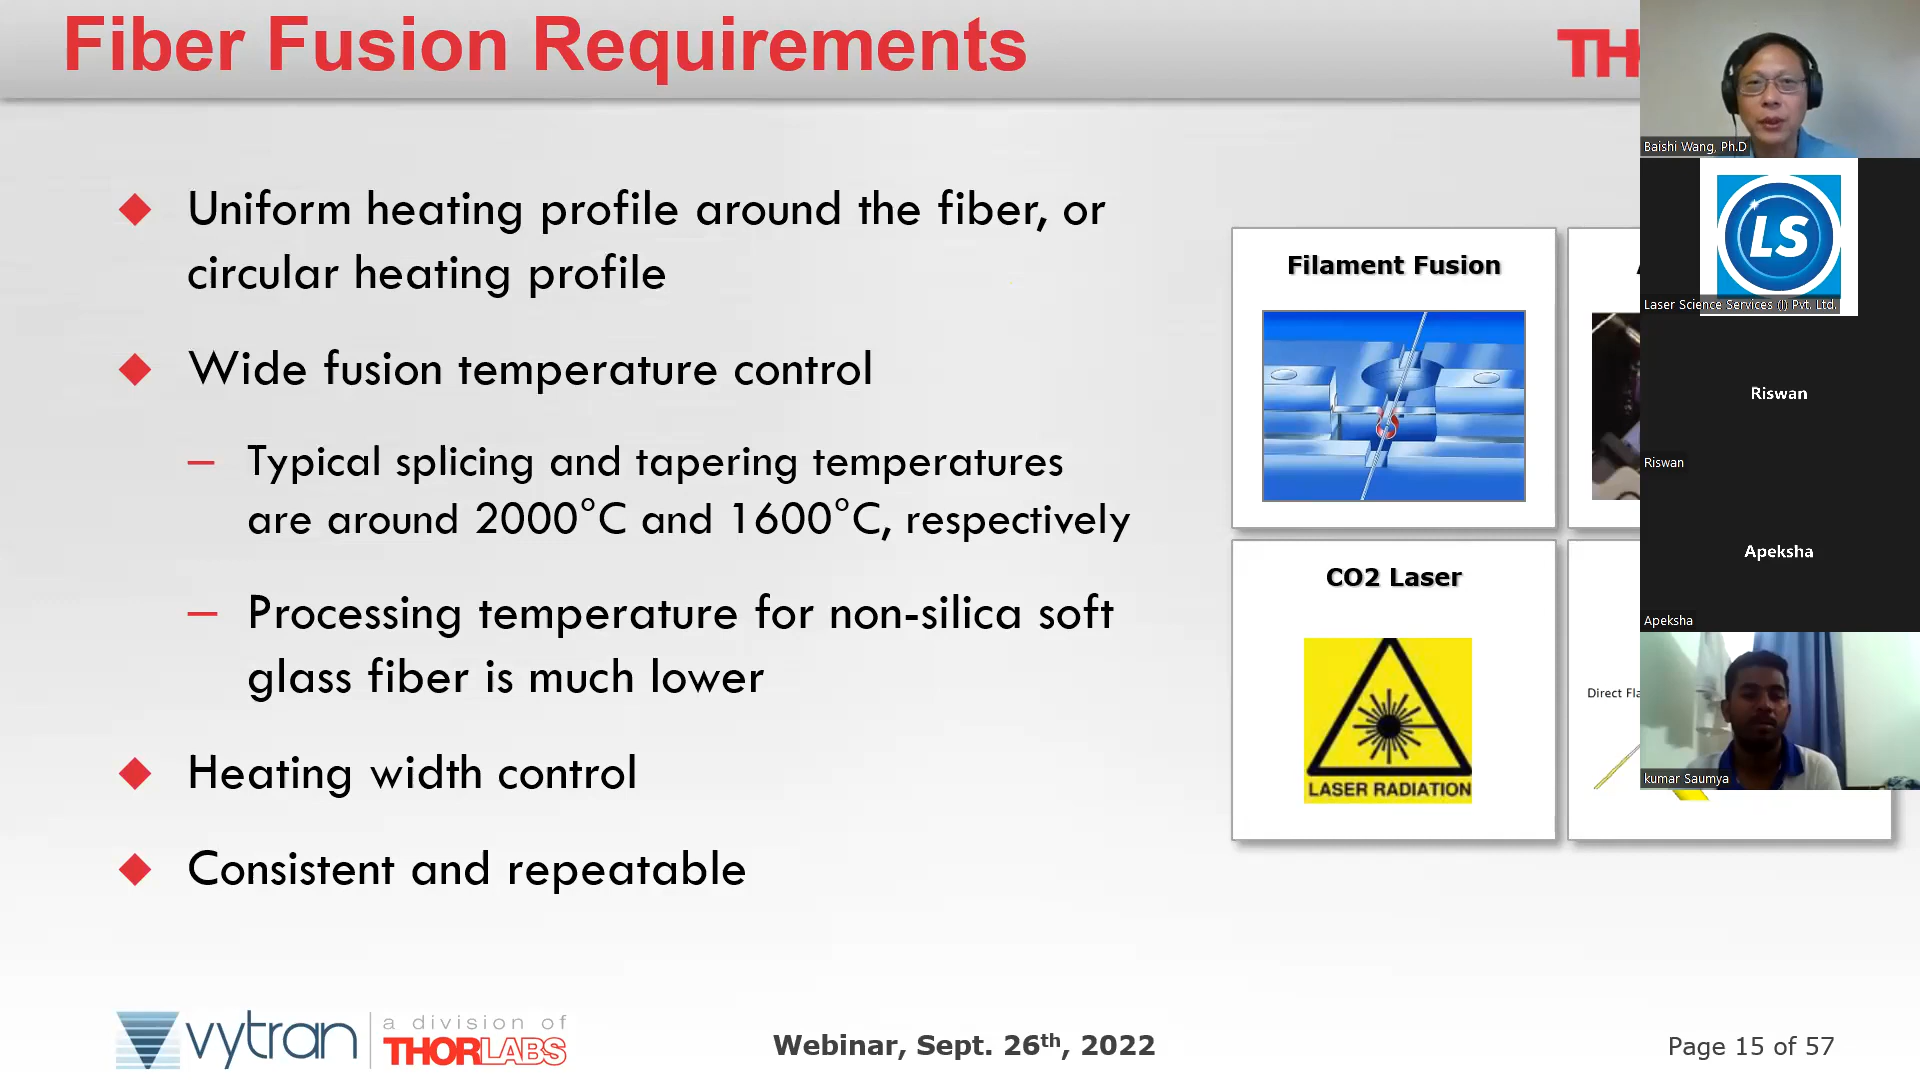 Fiber Fusion Requirements
TH
Uniform heating profile around the fiber, or
circular heating profile
Wide fusion temperature control
– Typical splicing and tapering temperatures
are around 2000°C and 1600°C, respectively
– Processing temperature for non-silica soft
glass fiber is much lower
Heating width control
Consistent and repeatable
Filament Fusion
CO2 Laser
LASER RADIATION
Direct Fla
Baishi Wang, Ph.D
LS
Laser Science Services (I) Pvt. Ltd.
Riswan
Riswan
Apeksha
Apeksha
kumar Saumya
vytran
a division of
THORLABS
Webinar, Sept. 26th, 2022
Page 15 of 57